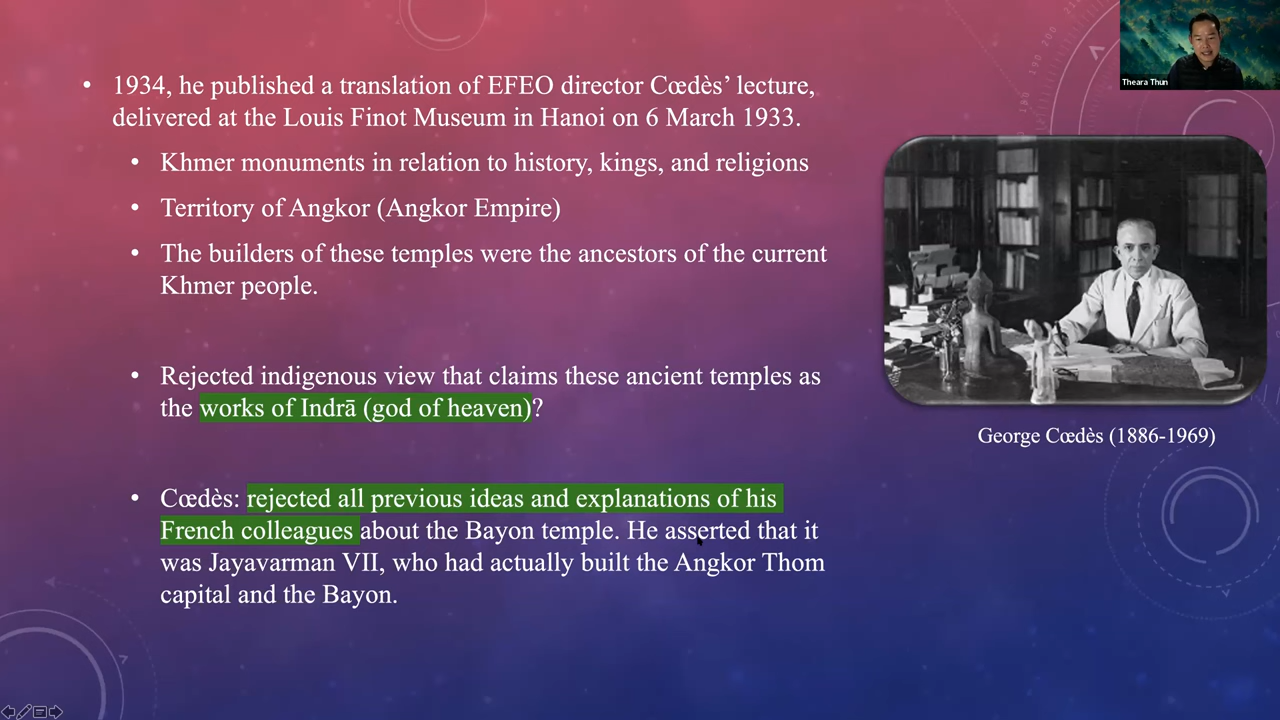 • 1934, he published a translation of EFEO director Cœdès’ lecture,
delivered at the Louis Finot Museum in Hanoi on 6 March 1933.
• Khmer monuments in relation to history, kings, and religions
• Territory of Angkor (Angkor Empire)
• The builders of these temples were the ancestors of the current
Khmer people.
• Rejected indigenous view that claims these ancient temples as
the works of Indrā (god of heaven)?
• Cœdès: rejected all previous ideas and explanations of his
French colleagues about the Bayon temple. He asserted that it
was Jayavarman VII, who had actually built the Angkor Thom
capital and the Bayon.
Theara Thun
George Cœdès (1886-1969)